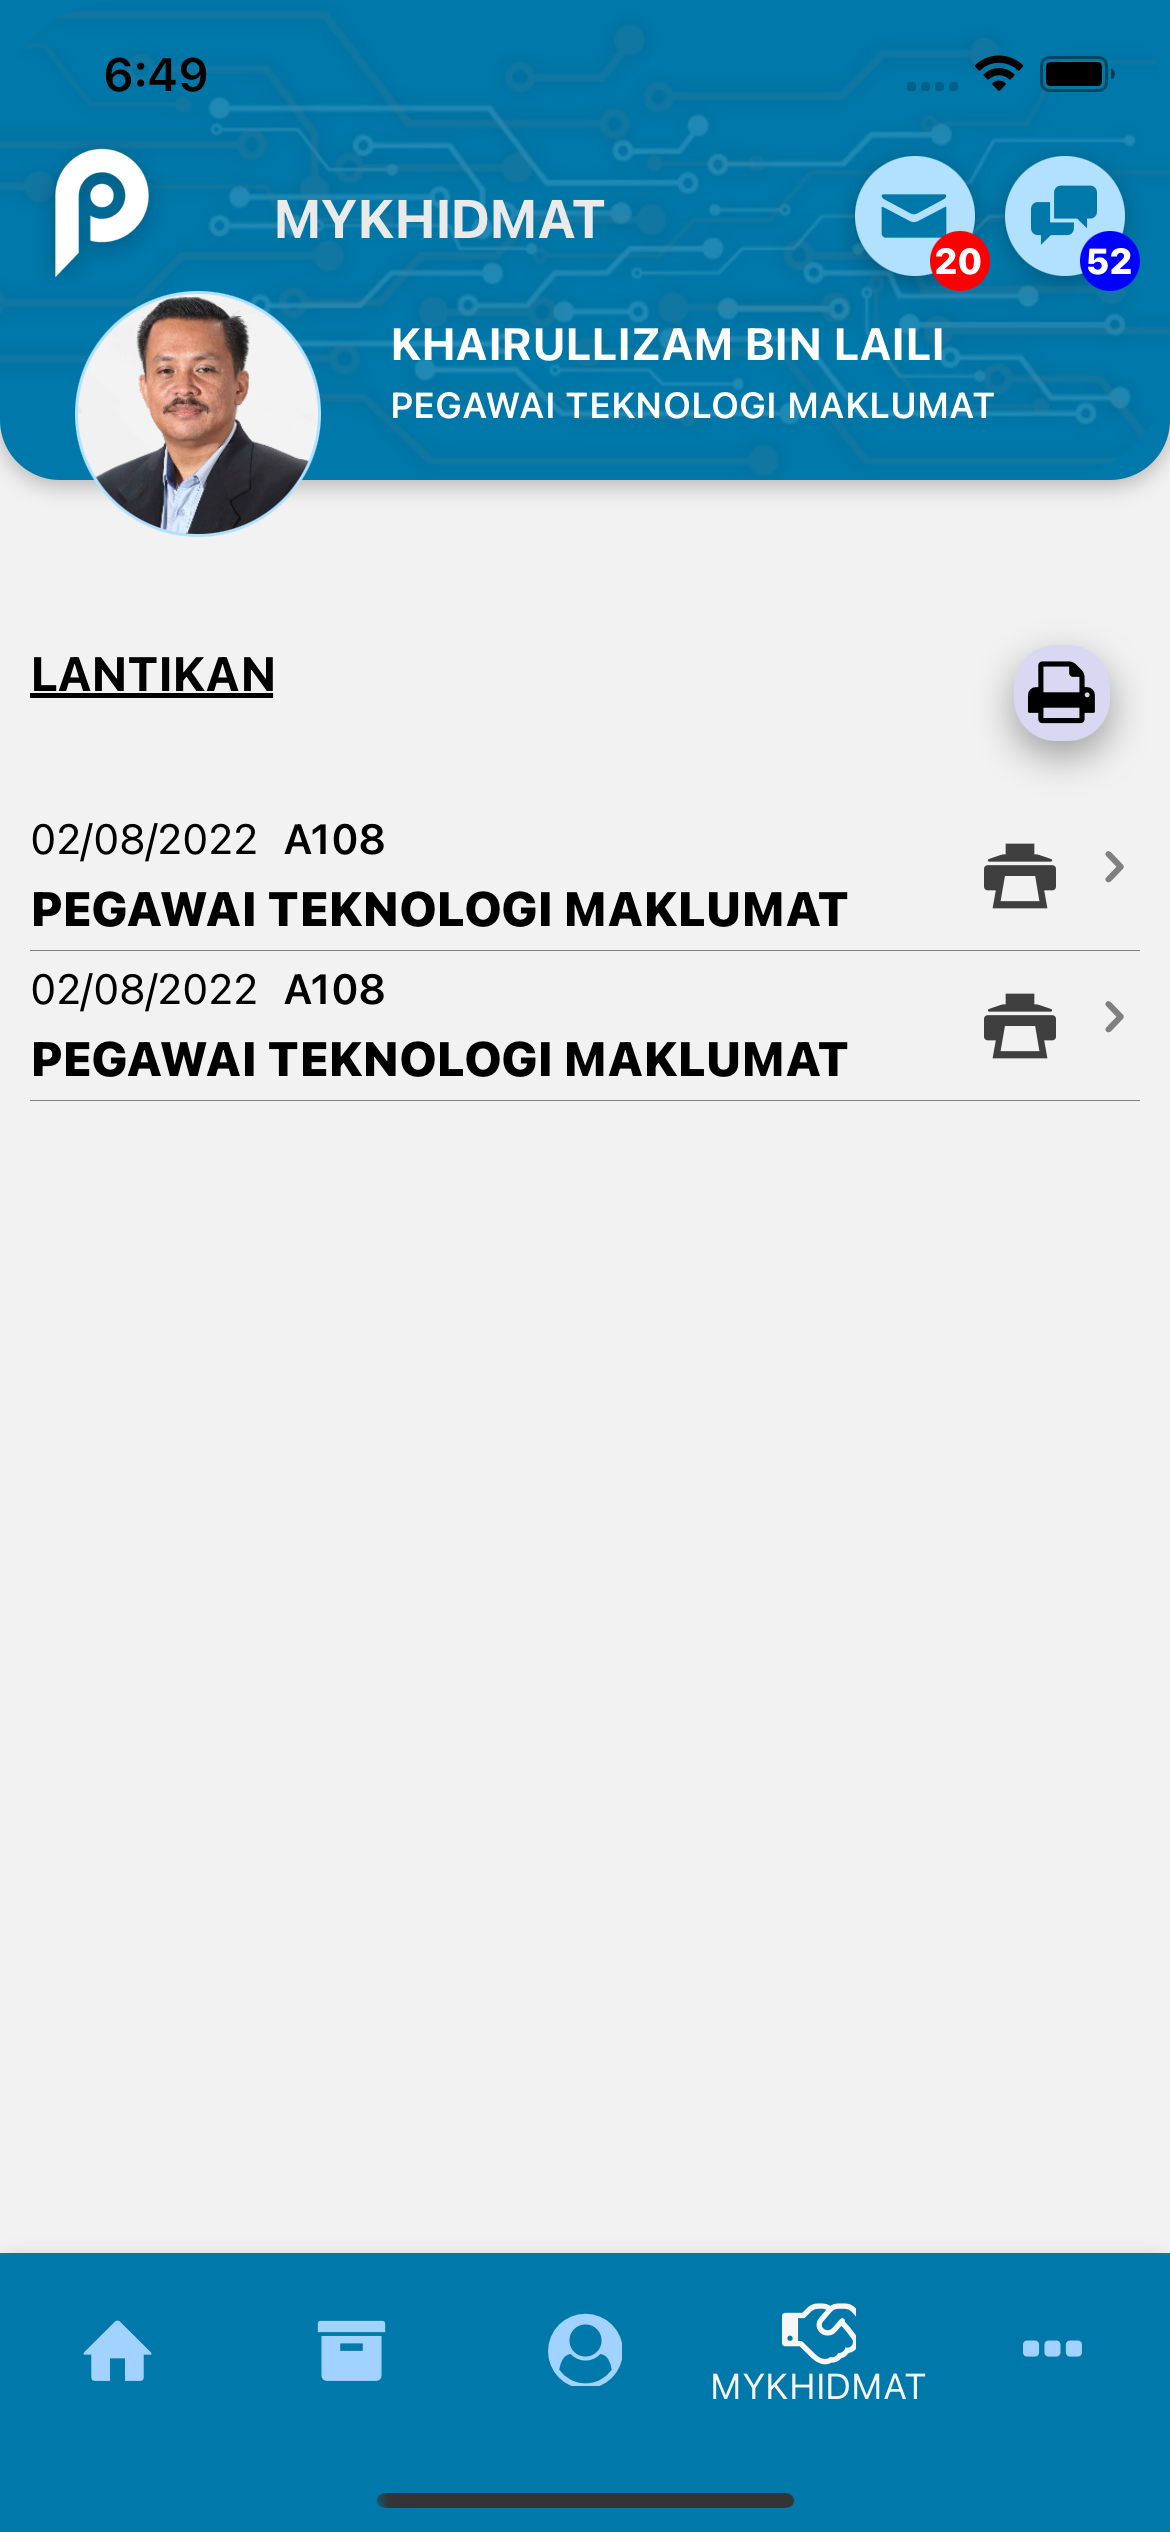 6:49
MYKHIDMAT
20
52
KHAIRULLIZAM BIN LAILI
PEGAWAI TEKNOLOGI MAKLUMAT
LANTIKAN
02/08/2022 A108
PEGAWAI TEKNOLOGI MAKLUMAT
02/08/2022 A108
PEGAWAI TEKNOLOGI MAKLUMAT
MYKHIDMAT